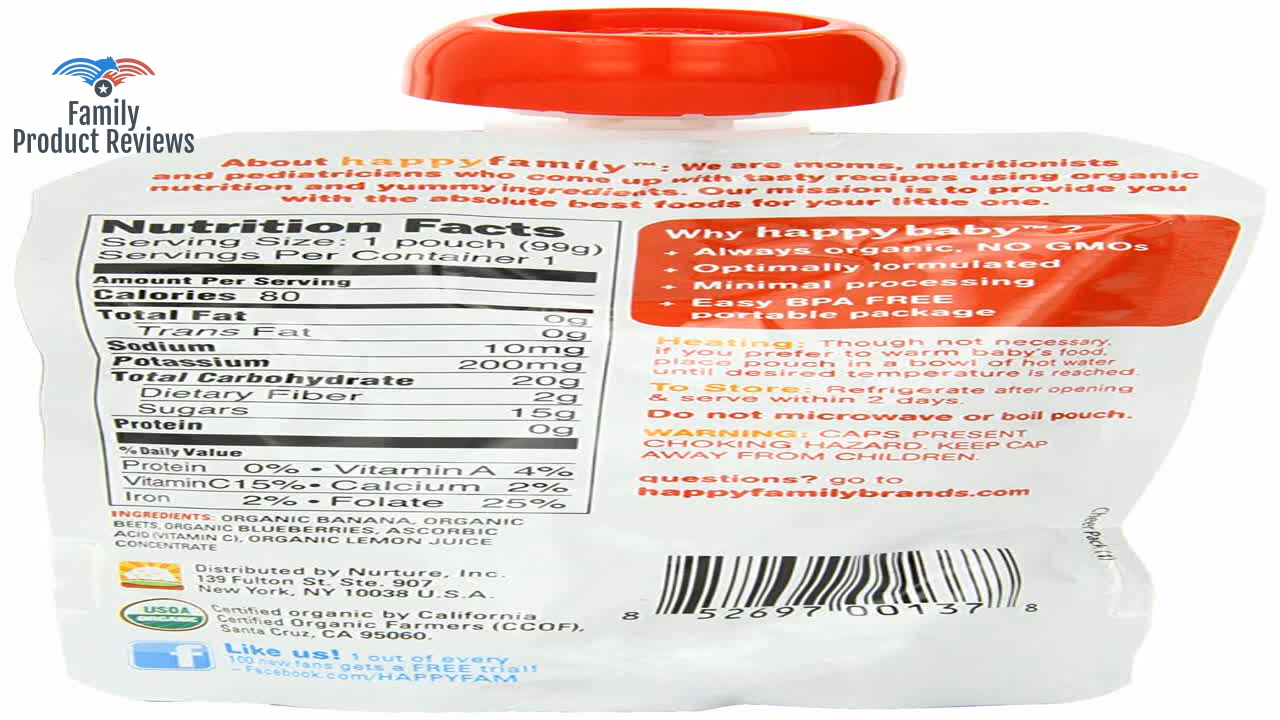 Family
Product Reviews
About happyfamily™: We are moms, nutritionists
and pediatricians who come up with tasty recipes using organic
nutrition and yummy ingredients. Our mission is to provide you
with the absolute best foods for your little one.
Nutrition Facts
Serving Size: 1 pouch (99g)
Servings Per Container 1
Amount Per Serving
Calories 80
Total Fat 0g
Trans Fat 0g
Sodium 10mg
Potassium 200mg
Total Carbohydrate 20g
Dietary Fiber 2g
Sugars 15g
Protein 0g
% Daily Value
Protein 0% • Vitamin A 4%
Vitamin C 15% • Calcium 2%
Iron 2% • Folate 25%
INGREDIENTS: ORGANIC BANANA, ORGANIC
BEETS, ORGANIC BLUEBERRIES, ASCORBIC
ACID (VITAMIN C), ORGANIC LEMON JUICE
CONCENTRATE
Distributed by Nurture, Inc.
139 Fulton St. Ste. 907
New York, NY 10038 U.S.A.
USDA
ORGANIC
Certified organic by California
Certified Organic Farmers (CCOF),
Santa Cruz, CA 95060.
f
Like us! 1 out of every
100 new fans gets a FREE trial!
– Facebook.com/HAPPYFAM
Why happybaby™?
+ Always organic, NO GMOs
+ Optimally formulated
+ Minimal processing
+ Easy BPA FREE
portable package
Heating: Though not necessary,
if you prefer to warm baby's food,
place pouch in a bowl of hot water
until desired temperature is reached.
To Store: Refrigerate after opening
& serve within 2 days.
Do not microwave or boil pouch.
WARNING: CAPS PRESENT
CHOKING HAZARD. KEEP CAP
AWAY FROM CHILDREN.
questions? go to
happyfamilybrands.com
Cheer Pack (1)
8 52697 00137 8